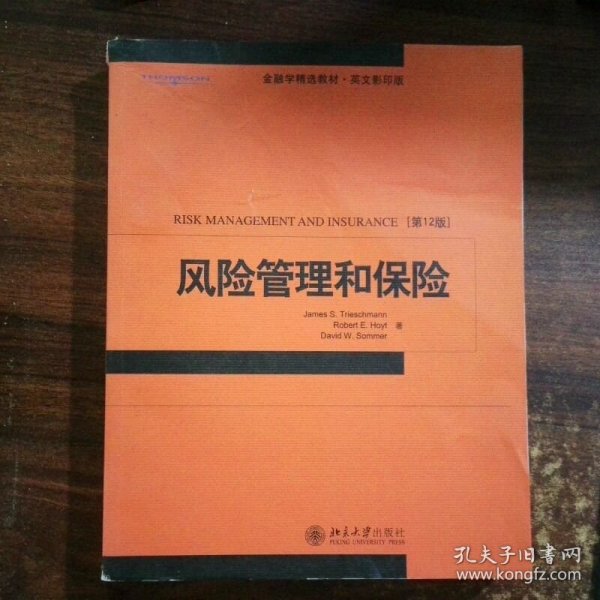 THOMSON
金融学精选教材·英文影印版
RISK MANAGEMENT AND INSURANCE [第12版]
风险管理和保险
James S. Trieschmann
Robert E. Hoyt 著
David W. Sommer
北京大学出版社
PEKING UNIVERSITY PRESS
孔夫子旧书网
www.kongfz.com